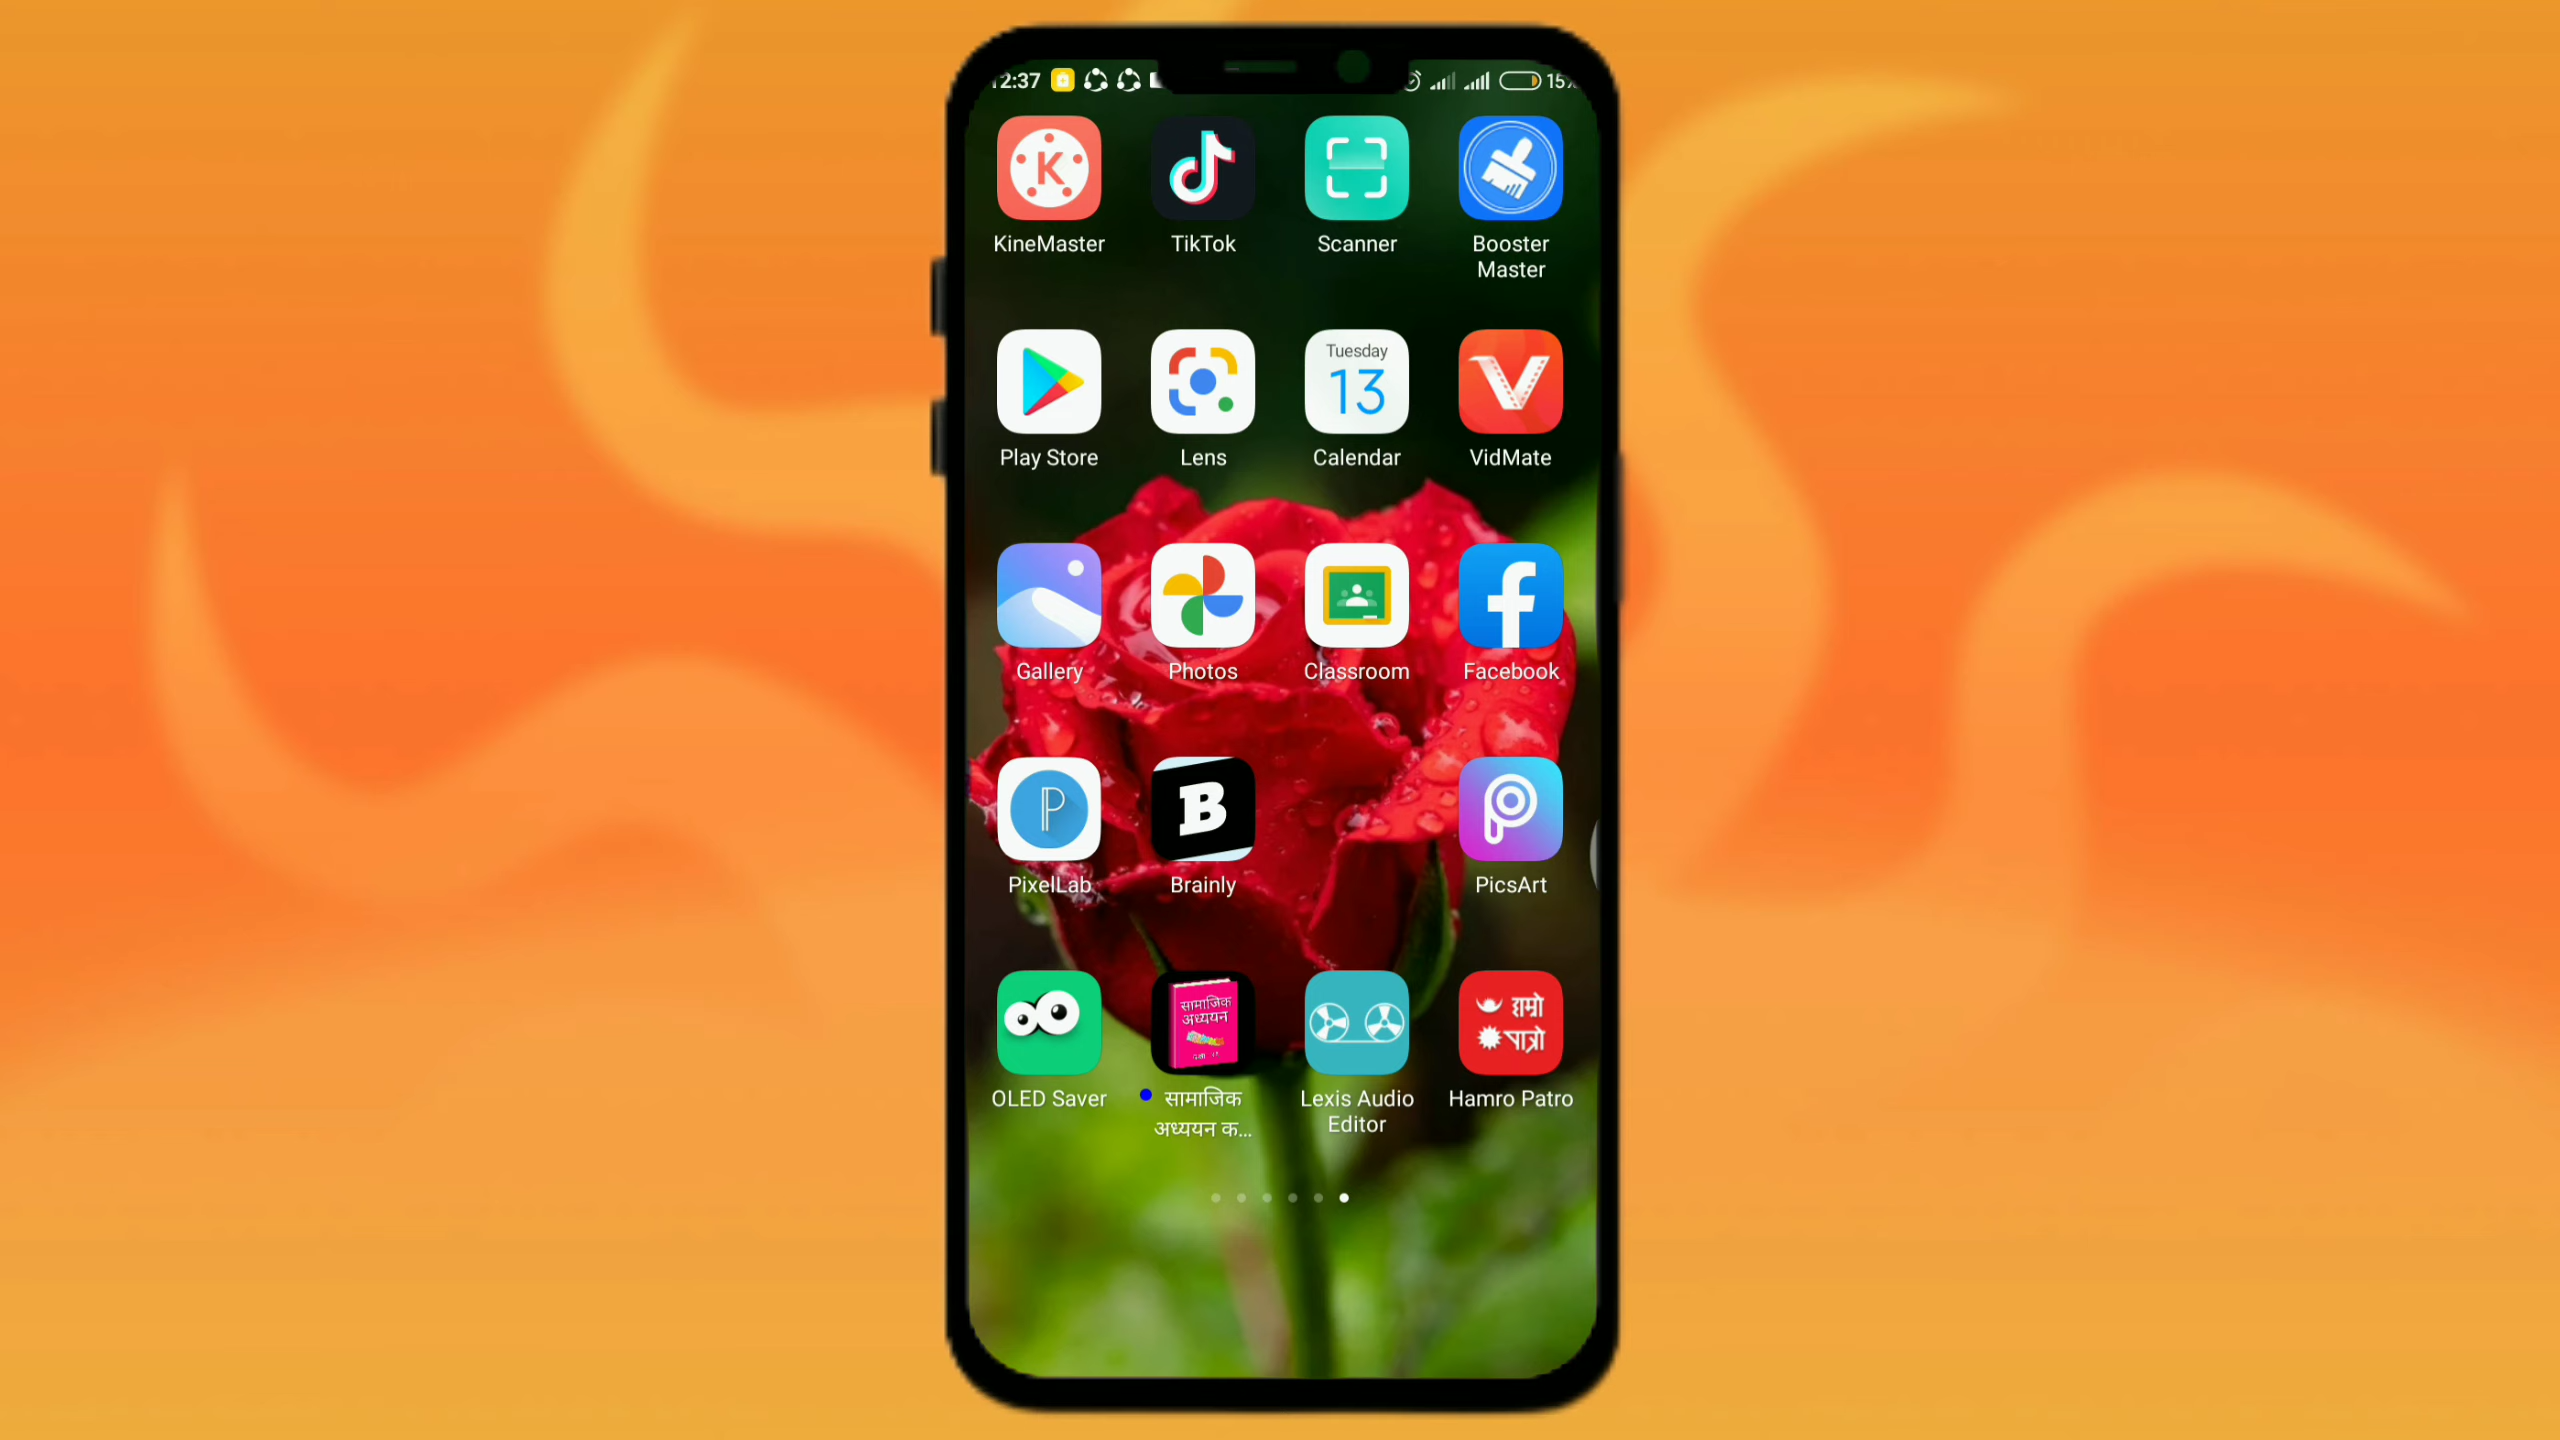 2:37
15%
K
KineMaster
TikTok
Scanner
Booster
Master
Play Store
Lens
Tuesday
13
Calendar
VidMate
Gallery
Photos
Classroom
Facebook
PixelLab
B
Brainly
PicsArt
OLED Saver
सामाजिक
अध्ययन
सामाजिक
अध्ययन क...
Lexis Audio
Editor
हाम्रो
पात्रो
Hamro Patro